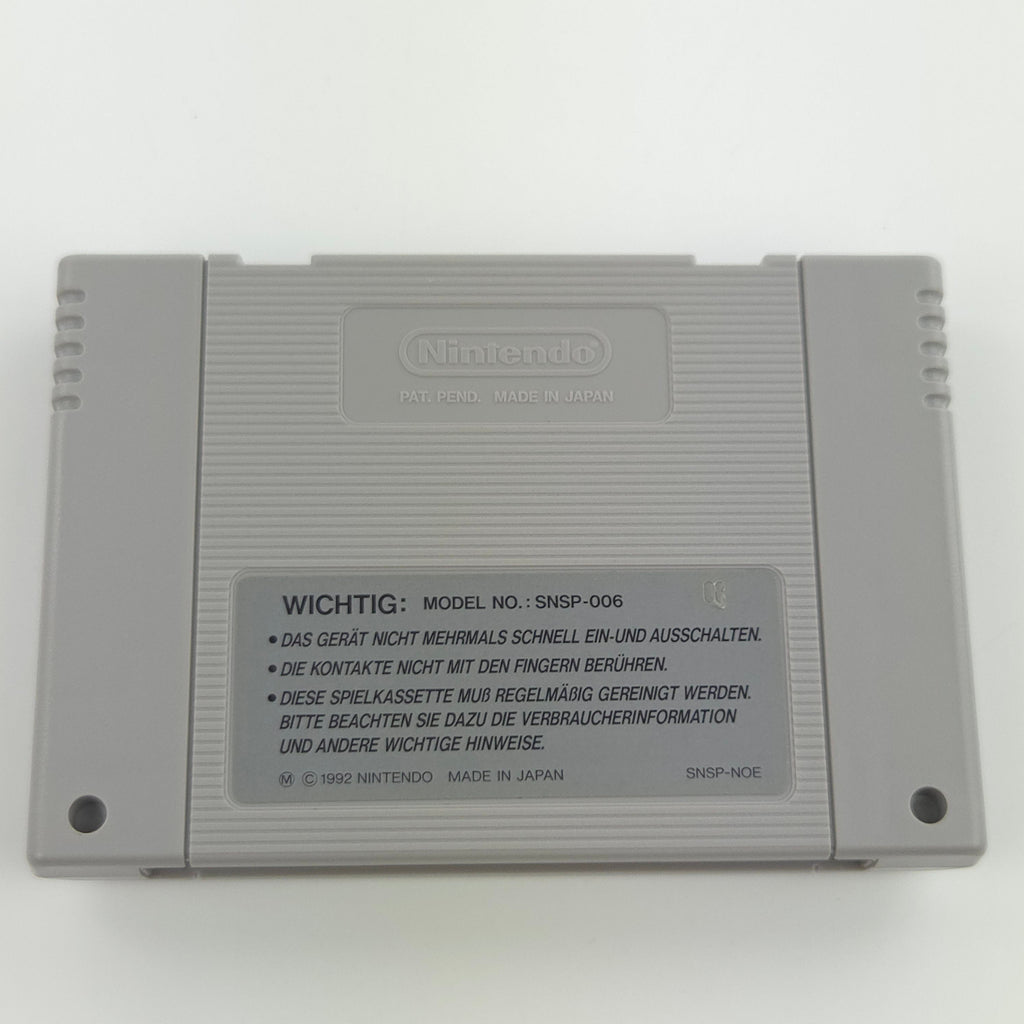 Nintendo®
PAT. PEND. MADE IN JAPAN
WICHTIG: MODEL NO.: SNSP-006
• DAS GERÄT NICHT MEHRMALS SCHNELL EIN-UND AUSSCHALTEN.
• DIE KONTAKTE NICHT MIT DEN FINGERN BERÜHREN.
• DIESE SPIELKASSETTE MUß REGELMÄßIG GEREINIGT WERDEN.
BITTE BEACHTEN SIE DAZU DIE VERBRAUCHERINFORMATION
UND ANDERE WICHTIGE HINWEISE.
Ⓜ © 1992 NINTENDO MADE IN JAPAN SNSP-NOE